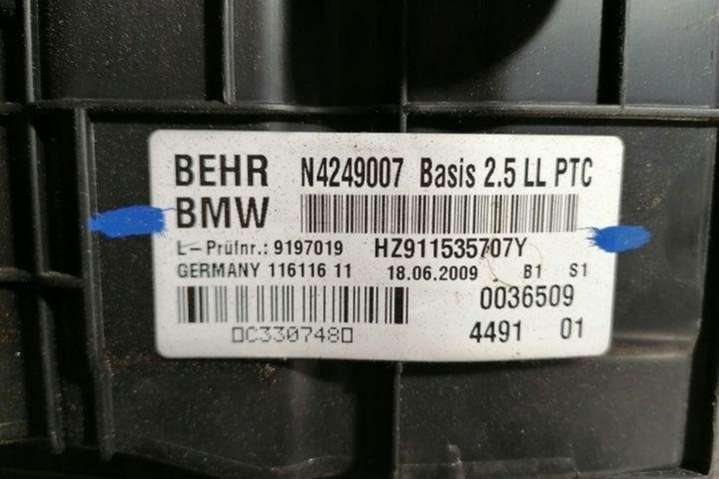 BEHR N4249007 Basis 2.5 LL PTC
BMW
L-Prüfnr.: 9197019 HZ911535707Y
GERMANY 116116 11 18.06.2009 B1 S1
0036509
▯C330748▯ 4491 01